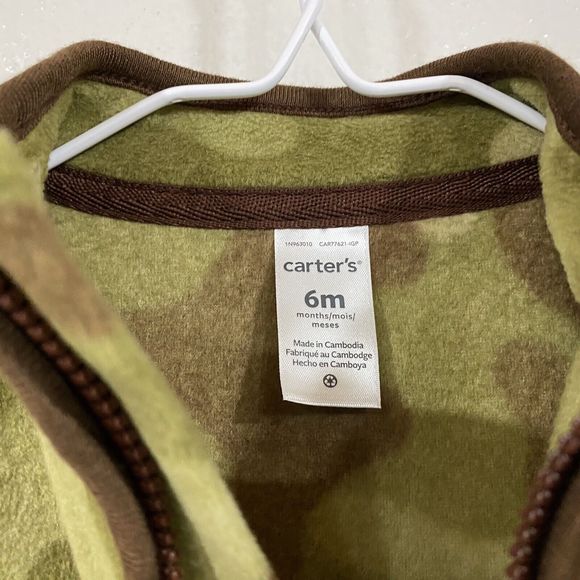 1N963010 CAR77621-IGP
carter's®
6m
months/mois/
meses
Made in Cambodia
Fabriqué au Cambodge
Hecho en Camboya